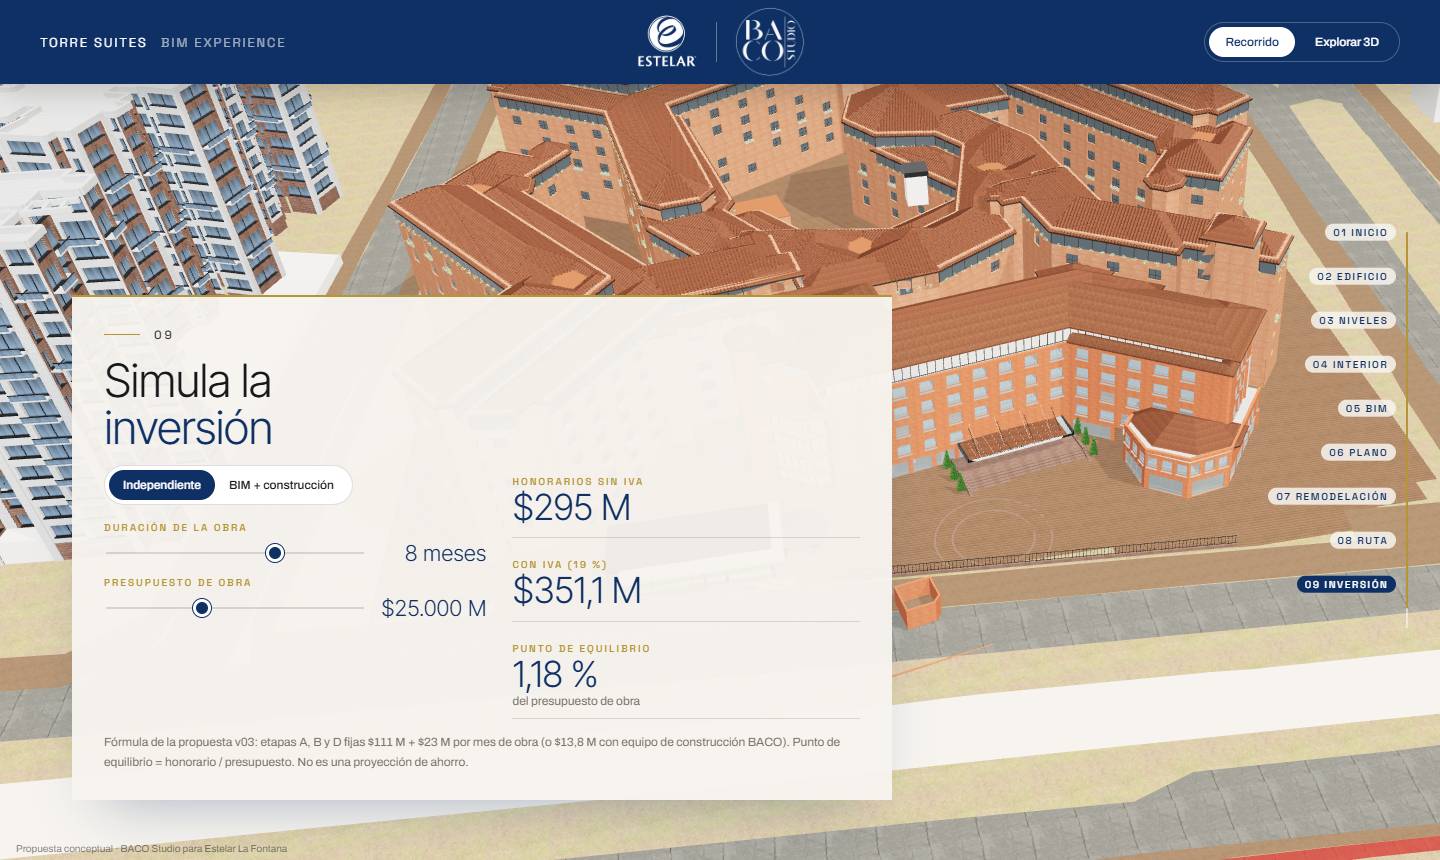 TORRE SUITES BIM EXPERIENCE
ESTELAR
BACO STUDIO
Recorrido
Explorar 3D
01 INICIO
02 EDIFICIO
03 NIVELES
04 INTERIOR
05 BIM
06 PLANO
07 REMODELACIÓN
08 RUTA
09 INVERSIÓN
09
Simula la
inversión
Independiente
BIM + construcción
DURACIÓN DE LA OBRA
8 meses
PRESUPUESTO DE OBRA
$25.000 M
HONORARIOS SIN IVA
$295 M
CON IVA (19 %)
$351,1 M
PUNTO DE EQUILIBRIO
1,18 %
del presupuesto de obra
Fórmula de la propuesta v03: etapas A, B y D fijas $111 M + $23 M por mes de obra (o $13,8 M con equipo de construcción BACO). Punto de
equilibrio = honorario / presupuesto. No es una proyección de ahorro.
Propuesta conceptual · BACO Studio para Estelar La Fontana